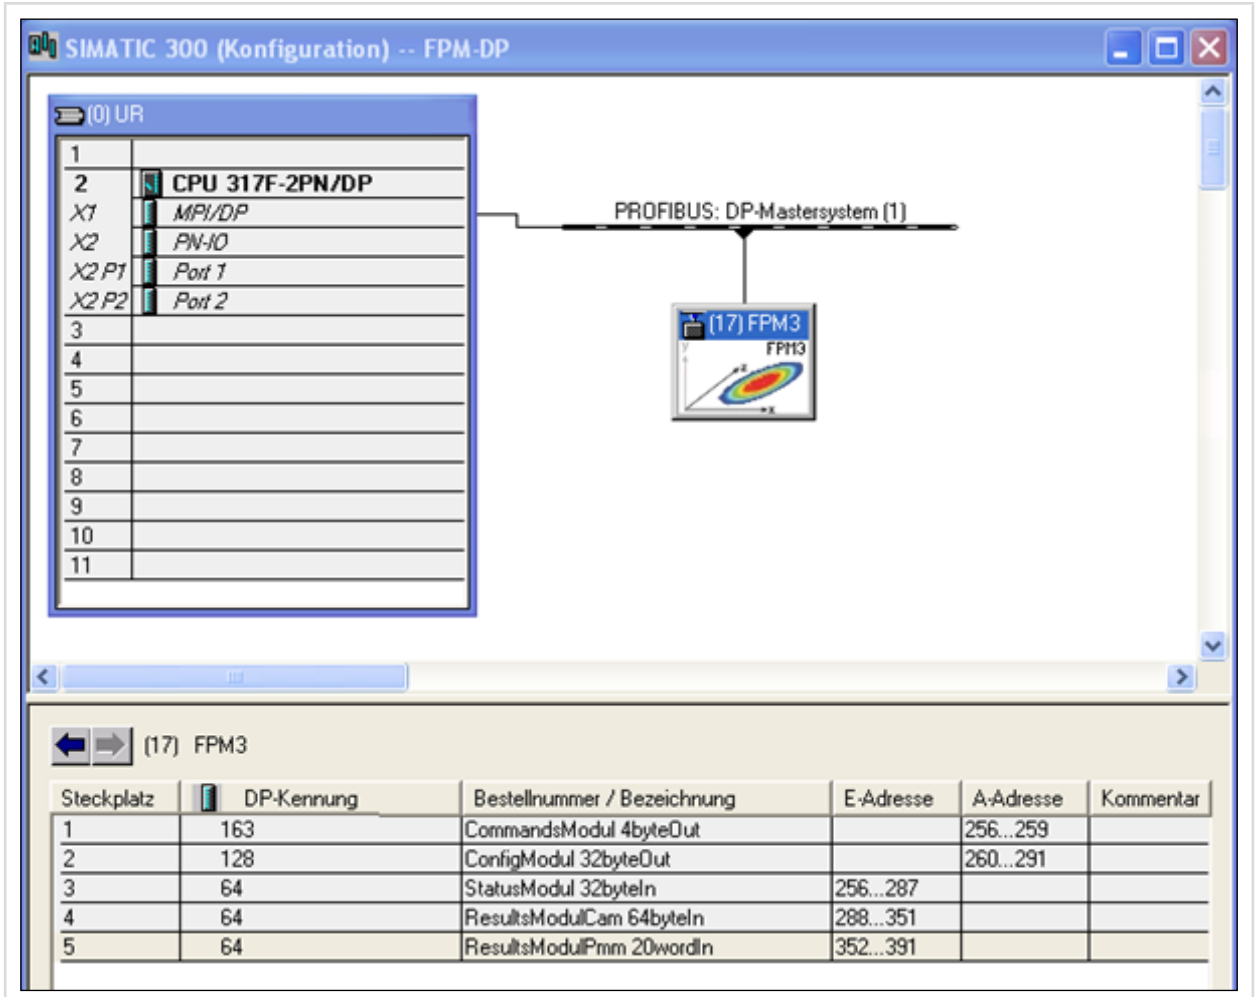 SIMATIC 300 (Konfiguration) -- FPM-DP
(0) UR
1
2 CPU 317F-2PN/DP
X1 MPI/DP
X2 PN-IO
X2 P1 Port 1
X2 P2 Port 2
3
4
5
6
7
8
9
10
11
PROFIBUS: DP-Mastersystem (1)
(17) FPM3
FPM3
y
z
x
(17) FPM3
Steckplatz DP-Kennung Bestellnummer / Bezeichnung E-Adresse A-Adresse Kommentar
1 163 CommandsModul 4byteOut 256...259
2 128 ConfigModul 32byteOut 260...291
3 64 StatusModul 32byteIn 256...287
4 64 ResultsModulCam 64byteIn 288...351
5 64 ResultsModulPmm 20wordIn 352...391